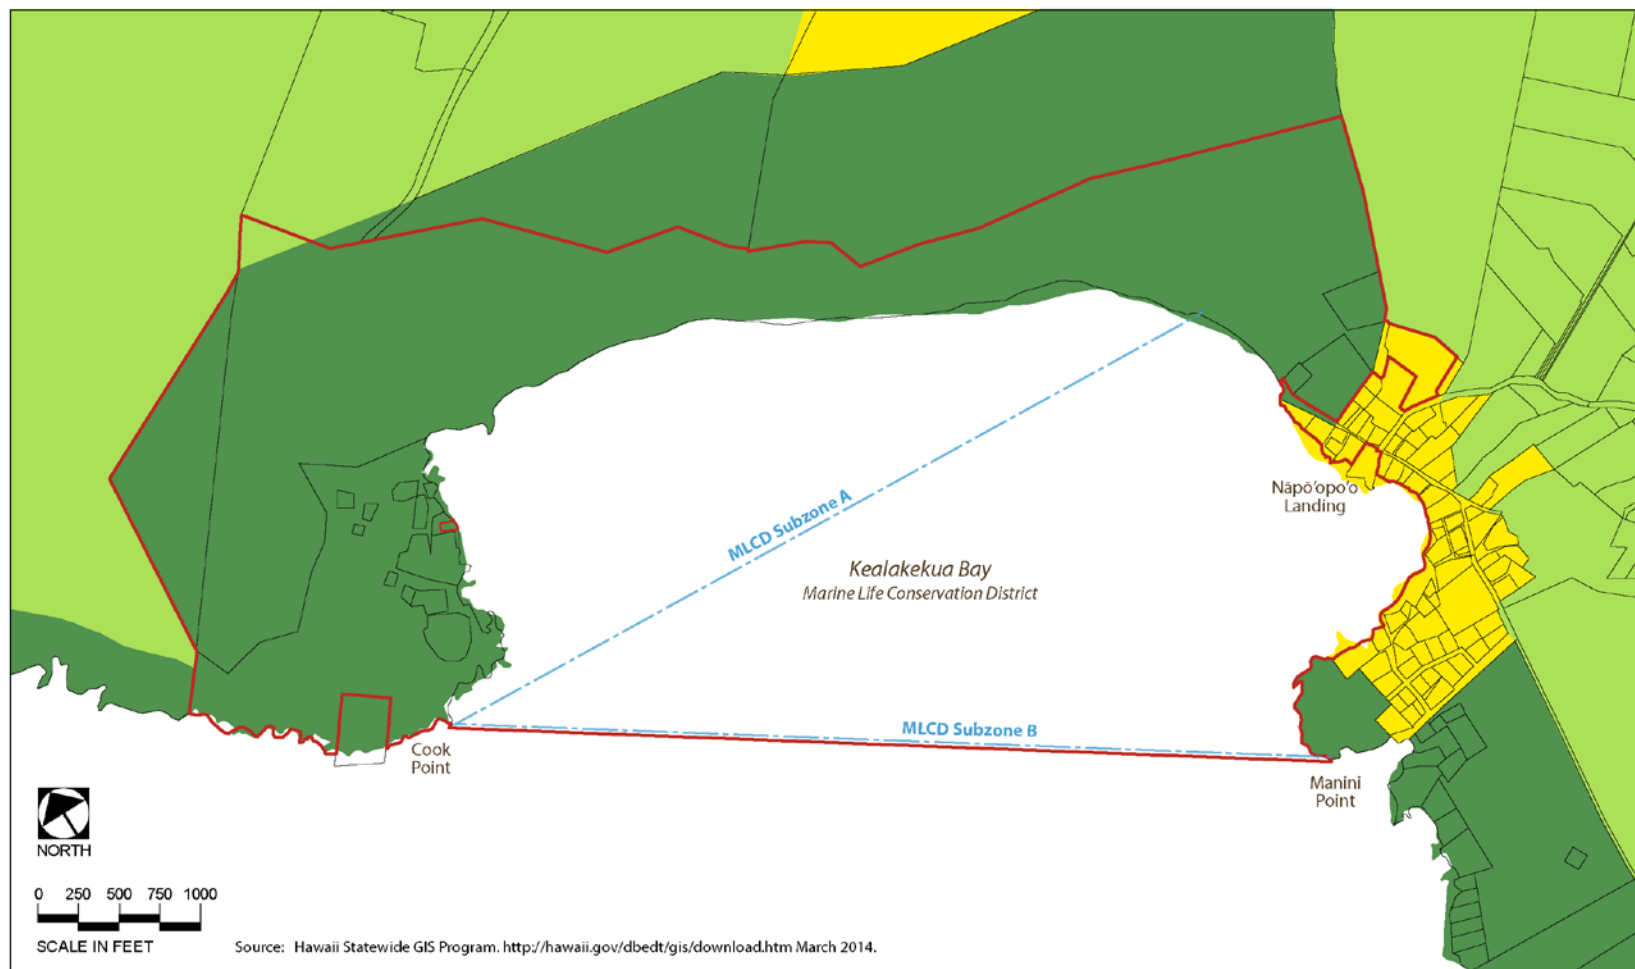 MLCD Subzone A
Nāpō‘opo‘o
Landing
Kealakekua Bay
Marine Life Conservation District
MLCD Subzone B
Cook
Point
Manini
Point
NORTH
0 250 500 750 1000
SCALE IN FEET
Source: Hawaii Statewide GIS Program. http://hawaii.gov/dbedt/gis/download.htm March 2014.